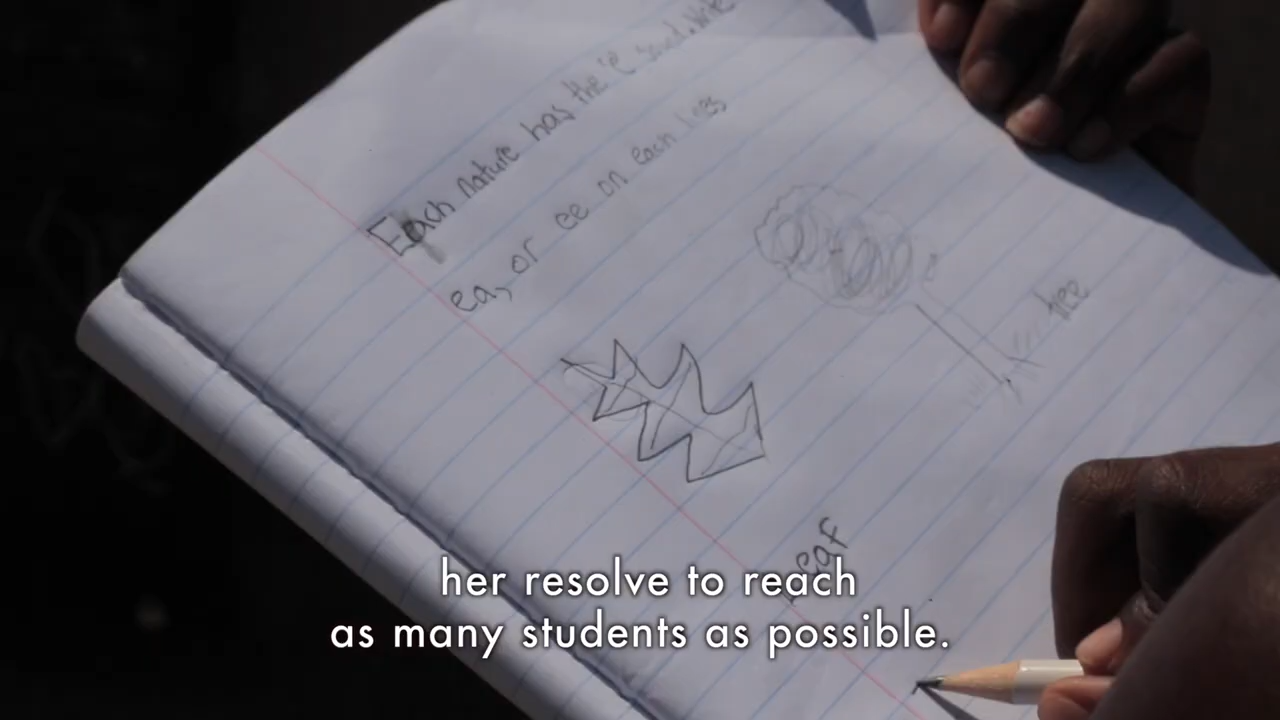 Each nature has the 'e' sound. Write
ea, or ee on each lines
tree
leaf
her resolve to reach
as many students as possible.